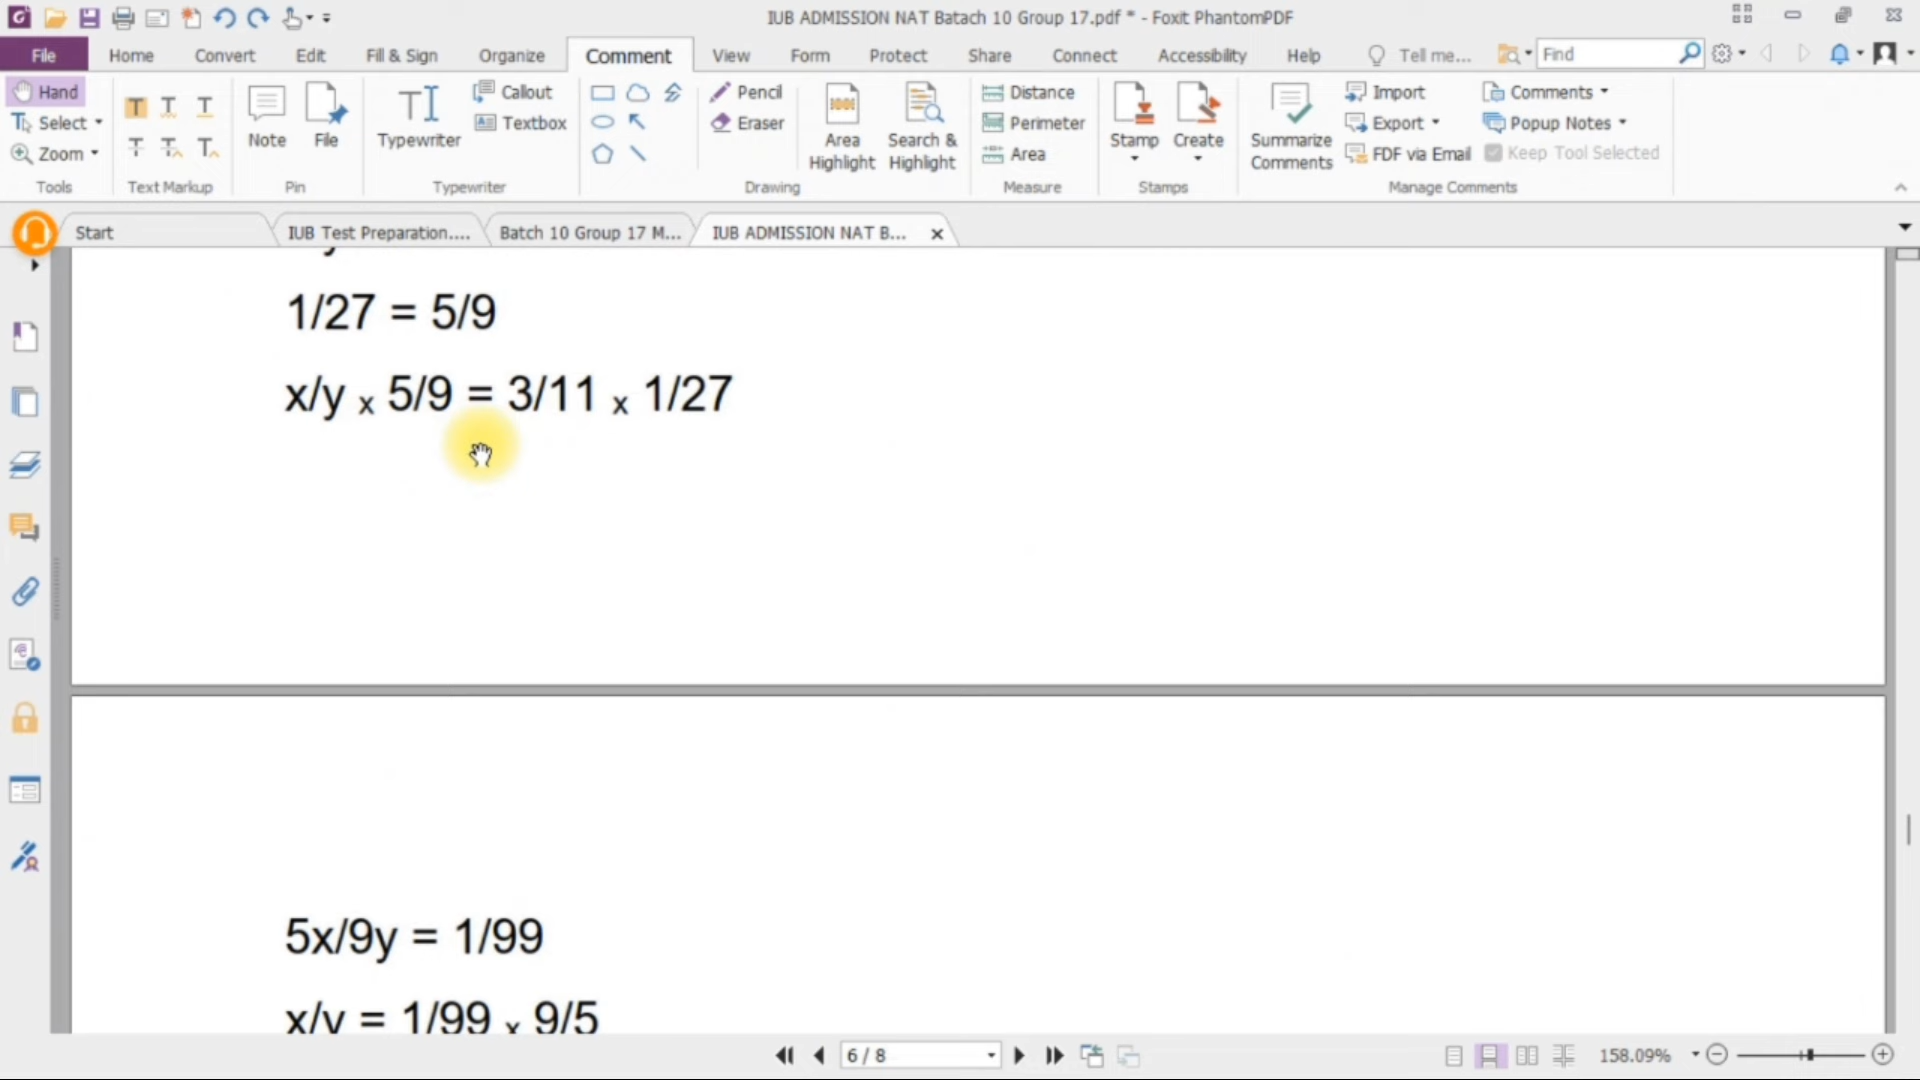 IUB ADMISSION NAT Batach 10 Group 17.pdf * - Foxit PhantomPDF
File Home Convert Edit Fill & Sign Organize Comment View Form Protect Share Connect Accessibility Help Tell me... Find
Hand
Select
Zoom
Tools
Text Markup
Note
File
Pin
Typewriter
Callout
Textbox
Typewriter
Pencil
Eraser
Area Highlight
Search & Highlight
Drawing
Distance
Perimeter
Area
Measure
Stamp
Create
Stamps
Summarize Comments
Import
Export
FDF via Email
Comments
Popup Notes
Keep Tool Selected
Manage Comments
Start
IUB Test Preparation....
Batch 10 Group 17 M...
IUB ADMISSION NAT B...
1/27 = 5/9
x/y x 5/9 = 3/11 x 1/27
5x/9y = 1/99
x/y = 1/99 x 9/5
6 / 8
158.09%